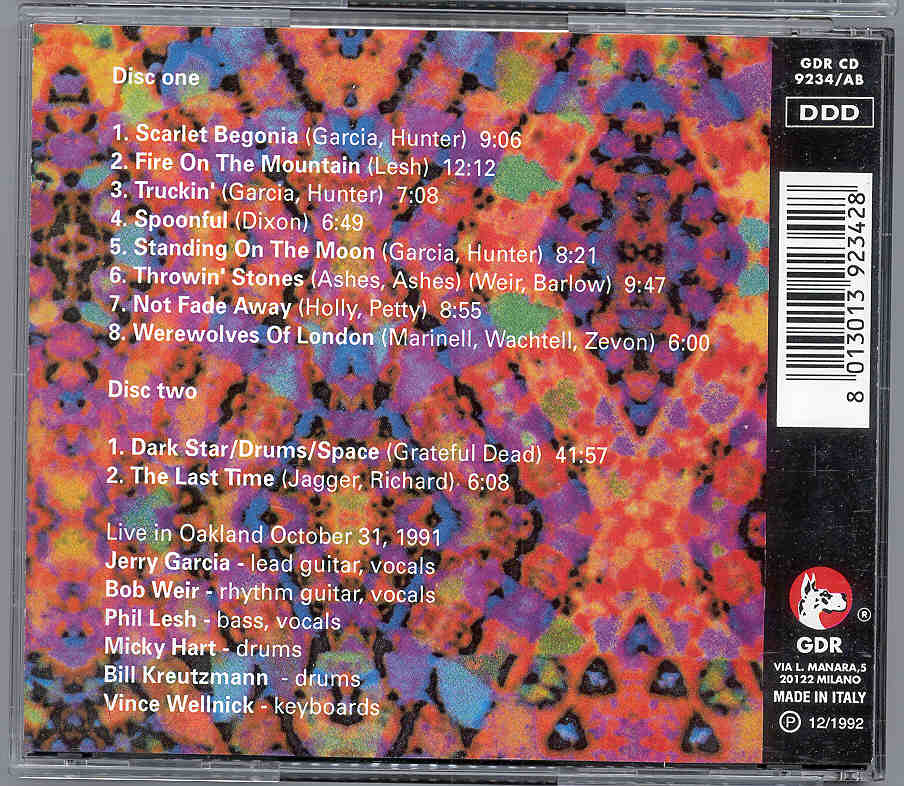 Disc one
1. Scarlet Begonia (Garcia, Hunter) 9:06
2. Fire On The Mountain (Lesh) 12:12
3. Truckin' (Garcia, Hunter) 7:08
4. Spoonful (Dixon) 6:49
5. Standing On The Moon (Garcia, Hunter) 8:21
6. Throwin' Stones (Ashes, Ashes) (Weir, Barlow) 9:47
7. Not Fade Away (Holly, Petty) 8:55
8. Werewolves Of London (Marinell, Wachtell, Zevon) 6:00
Disc two
1. Dark Star/Drums/Space (Grateful Dead) 41:57
2. The Last Time (Jagger, Richard) 6:08
Live in Oakland October 31, 1991
Jerry Garcia - lead guitar, vocals
Bob Weir - rhythm guitar, vocals
Phil Lesh - bass, vocals
Micky Hart - drums
Bill Kreutzmann - drums
Vince Wellnick - keyboards
GDR CD
9234/AB
DDD
8 013013 923428
®
GDR
VIA L. MANARA,5
20122 MILANO
MADE IN ITALY
℗ 12/1992